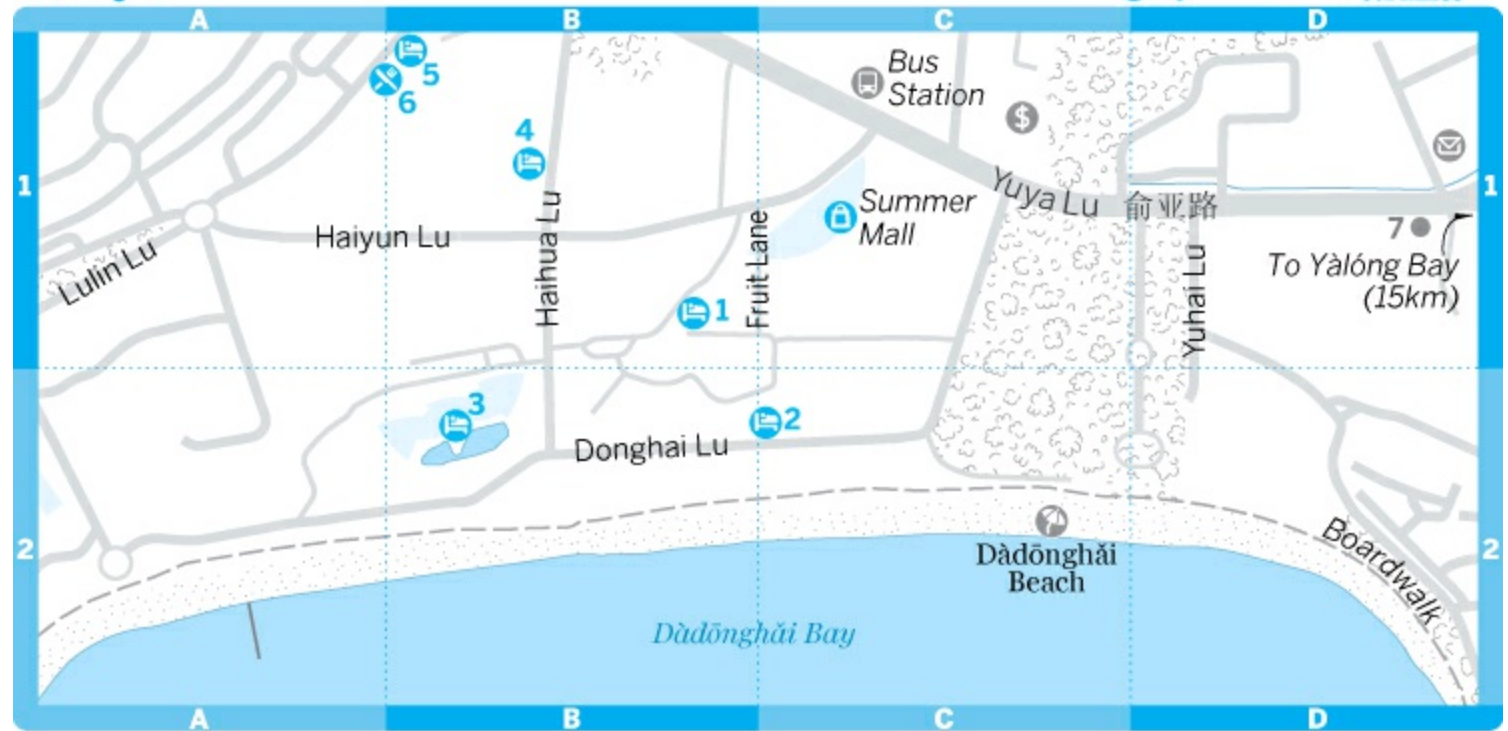 A
B
C
D
5
6
Bus
Station
$
4
1
1
Yuya Lu
俞亚路
Summer
Mall
7
Haiyun Lu
Lulin Lu
Haihua Lu
Fruit Lane
Yuhai Lu
To Yàlóng Bay
(15km)
1
3
2
Donghai Lu
2
2
Dàdōnghǎi
Beach
Boardwalk
Dàdōnghǎi Bay
A
B
C
D